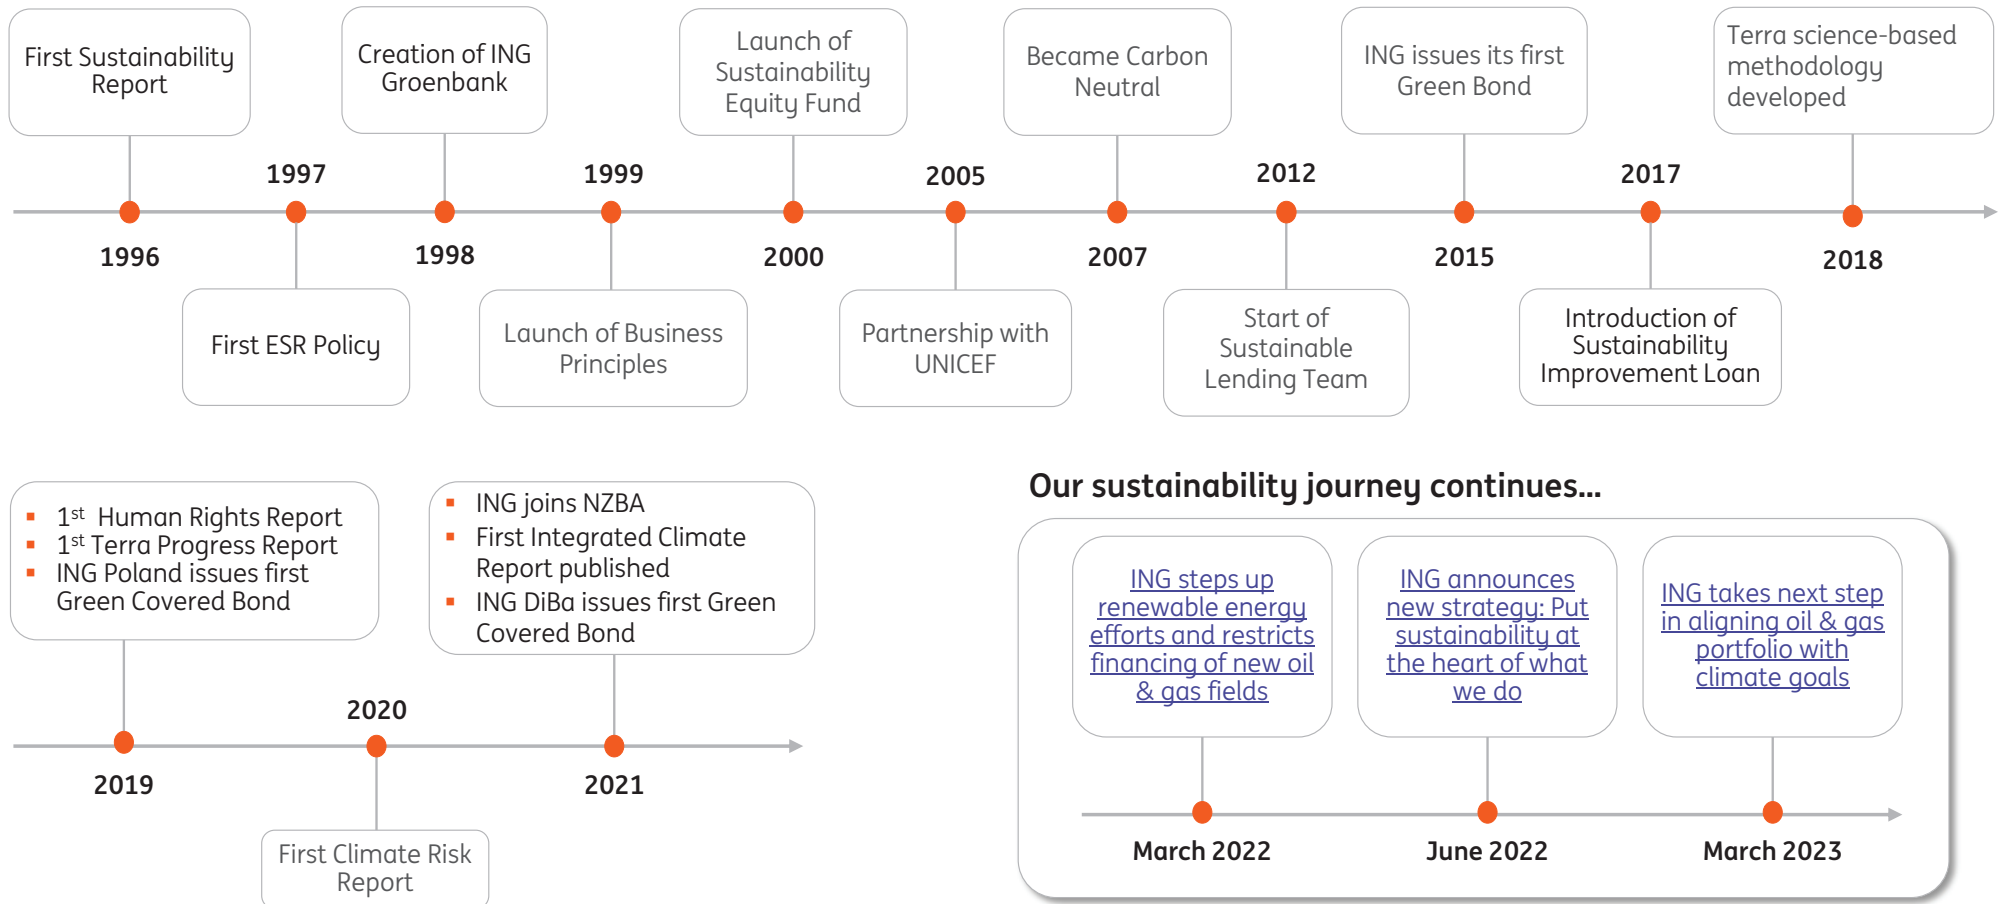 First Sustainability
Report
1996
1997
First ESR Policy
Creation of ING
Groenbank
1998
1999
Launch of Business
Principles
Launch of
Sustainability
Equity Fund
2000
2005
Partnership with
UNICEF
Became Carbon
Neutral
2007
2012
Start of
Sustainable
Lending Team
ING issues its first
Green Bond
2015
2017
Introduction of
Sustainability
Improvement Loan
Terra science-based
methodology
developed
2018
▪ 1st Human Rights Report
▪ 1st Terra Progress Report
▪ ING Poland issues first
Green Covered Bond
2019
2020
First Climate Risk
Report
▪ ING joins NZBA
▪ First Integrated Climate
Report published
▪ ING DiBa issues first Green
Covered Bond
2021
Our sustainability journey continues...
ING steps up
renewable energy
efforts and restricts
financing of new oil
& gas fields
March 2022
ING announces
new strategy: Put
sustainability at
the heart of what
we do
June 2022
ING takes next step
in aligning oil & gas
portfolio with
climate goals
March 2023